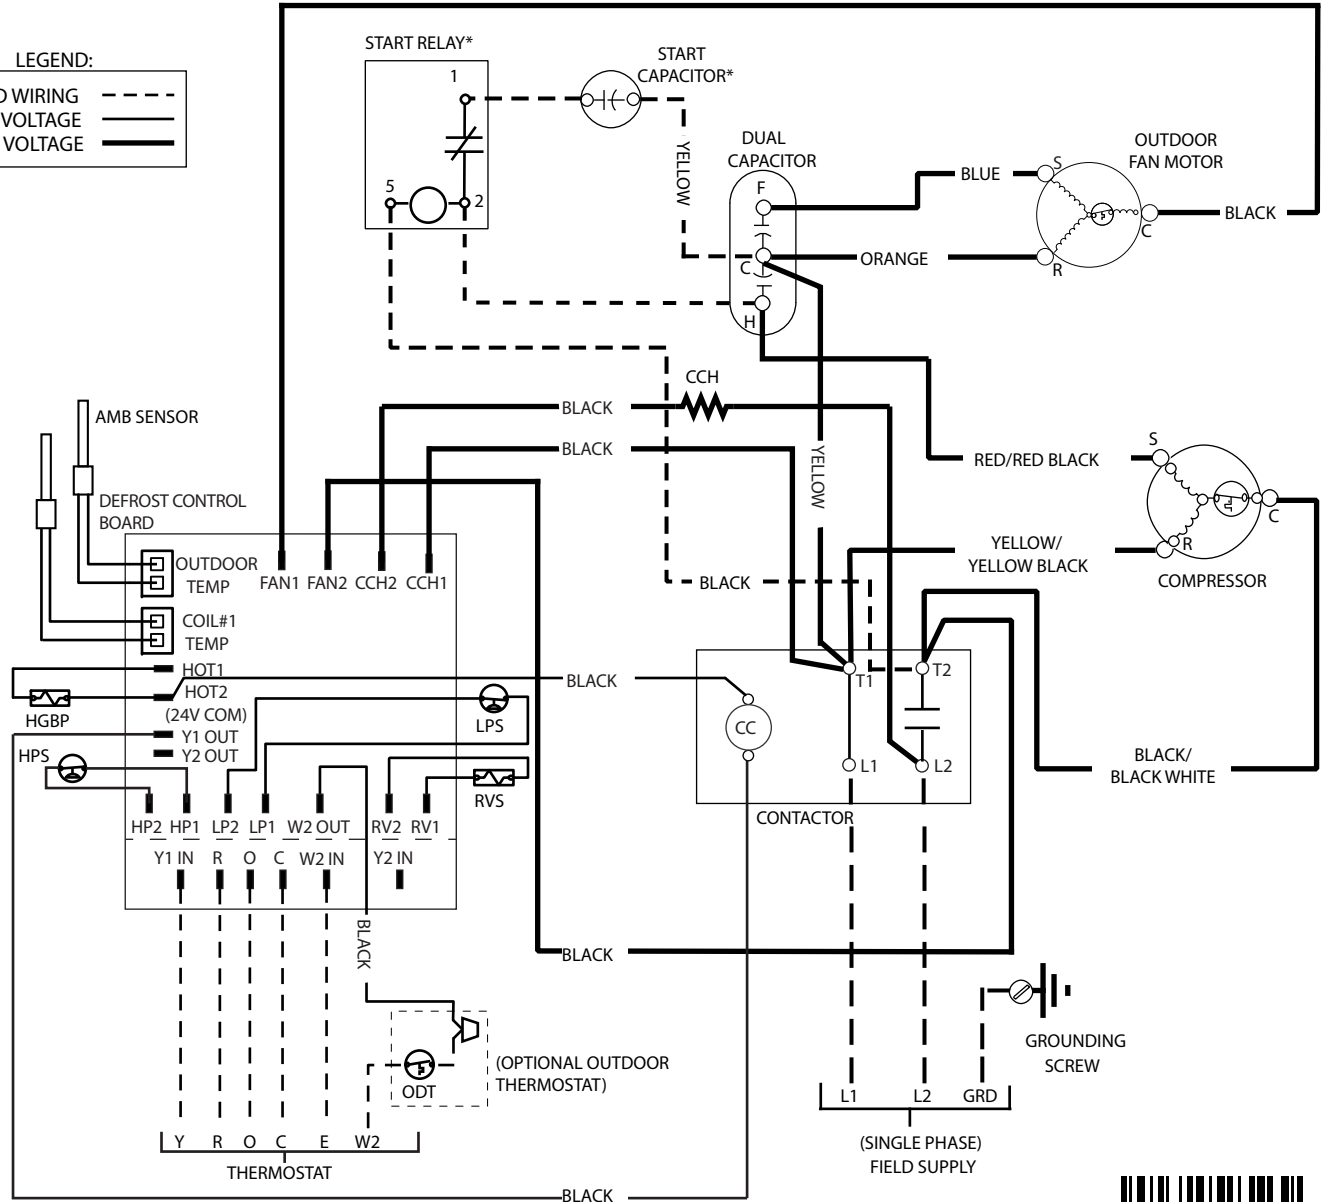 LEGEND:
WIRING
VOLTAGE
VOLTAGE
START RELAY*
1
5
2
START
CAPACITOR*
YELLOW
DUAL
CAPACITOR
F
C
H
BLUE
ORANGE
OUTDOOR
FAN MOTOR
S
R
C
BLACK
CCH
BLACK
BLACK
YELLOW
RED/RED BLACK
S
C
R
YELLOW/
YELLOW BLACK
COMPRESSOR
BLACK
AMB SENSOR
DEFROST CONTROL
BOARD
OUTDOOR
TEMP
COIL#1
TEMP
FAN1 FAN2 CCH2 CCH1
HOT1
HOT2
(24V COM)
Y1 OUT
Y2 OUT
HGBP
HPS
BLACK
LPS
RVS
HP2 HP1 LP2 LP1 W2 OUT RV2 RV1
Y1 IN R O C W2 IN Y2 IN
T1
T2
CC
L1
L2
CONTACTOR
BLACK/
BLACK WHITE
BLACK
BLACK
(OPTIONAL OUTDOOR
THERMOSTAT)
ODT
GROUNDING
SCREW
L1 L2 GRD
(SINGLE PHASE)
FIELD SUPPLY
Y R O C E W2
THERMOSTAT
BLACK